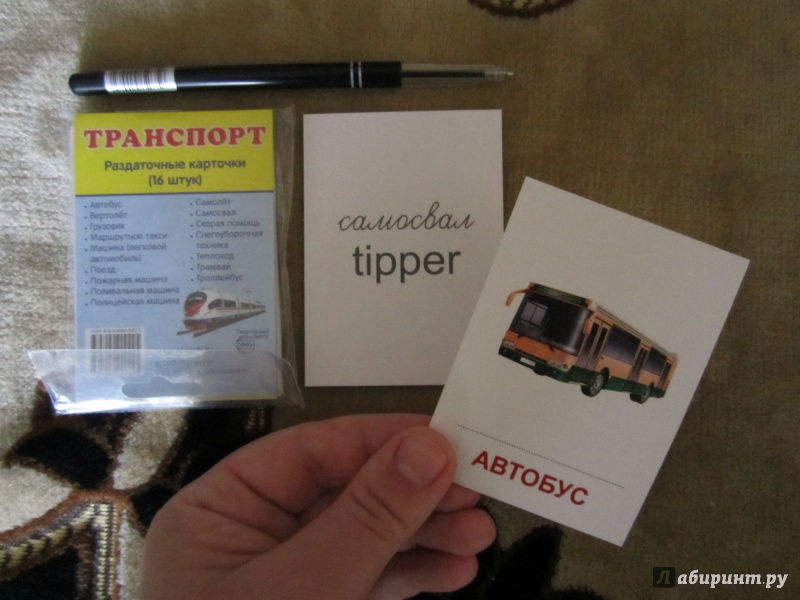 ТРАНСПОРТ
Раздаточные карточки
(16 штук)
- Автобус
- Вертолёт
- Грузовик
- Маршрутное такси
- Машина (легковой
автомобиль)
- Поезд
- Пожарная машина
- Поливальная машина
- Полицейская машина
- Самолёт
- Самосвал
- Скорая помощь
- Снегоуборочная
техника
- Теплоход
- Трамвай
- Троллейбус
самосвал
tipper
АВТОБУС
Лабиринт.ру